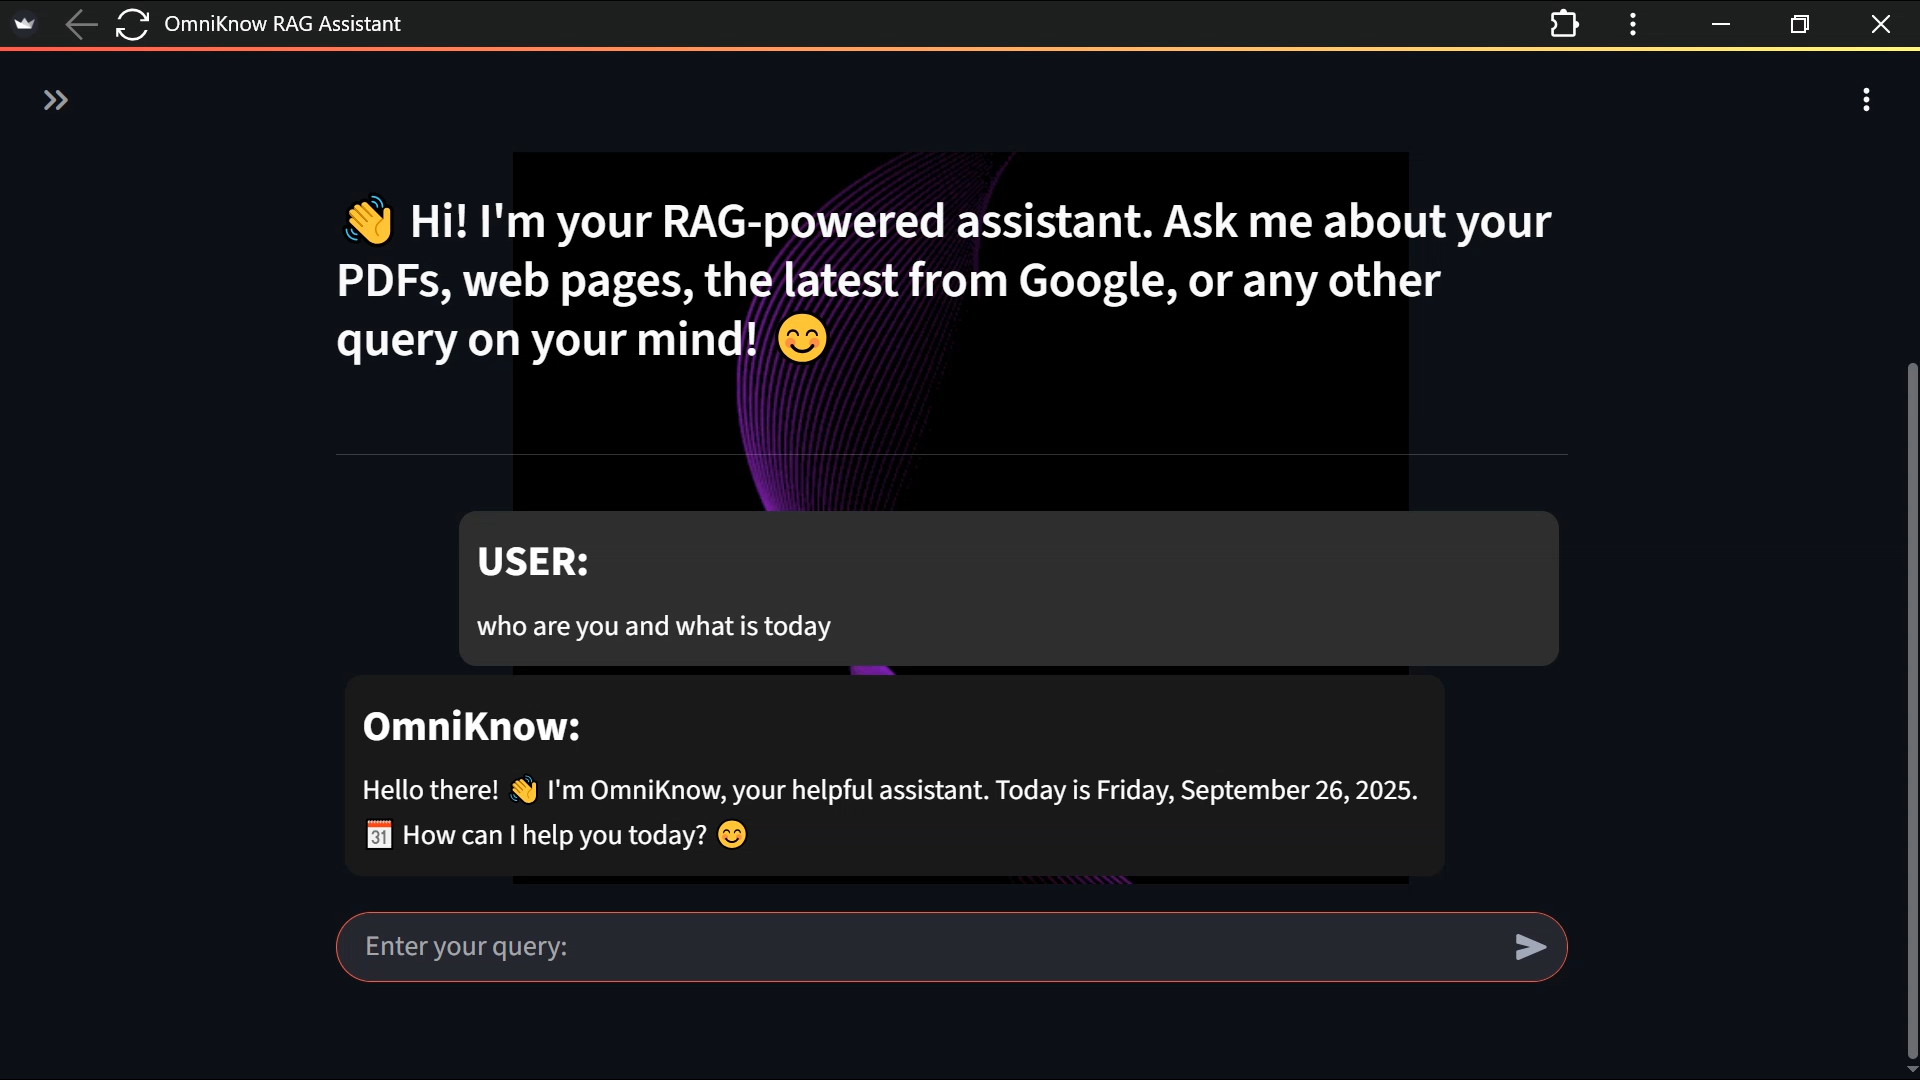 OmniKnow RAG Assistant
👋 Hi! I'm your RAG-powered assistant. Ask me about your
PDFs, web pages, the latest from Google, or any other
query on your mind! 😊
USER:
who are you and what is today
OmniKnow:
Hello there! 👋 I'm OmniKnow, your helpful assistant. Today is Friday, September 26, 2025.
📅 How can I help you today? 😊
Enter your query: